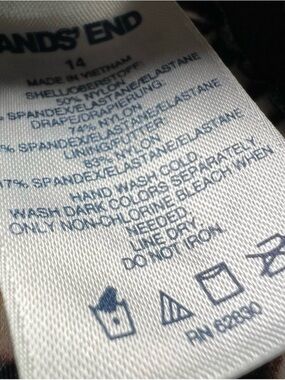 ANDS' END
14
MADE IN VIETNAM
SHELL/OBERSTOFF:
50% NYLON
% SPANDEX/ELASTANE/ELASTANE
DRAPE/DRAPIERUNG:
74% NYLON
% SPANDEX/ELASTANE/ELASTANE
LINING/FUTTER:
83% NYLON
17% SPANDEX/ELASTANE/ELASTANE
HAND WASH COLD,
WASH DARK COLORS SEPARATELY
ONLY NON-CHLORINE BLEACH WHEN
NEEDED,
LINE DRY,
DO NOT IRON.
RN 62830